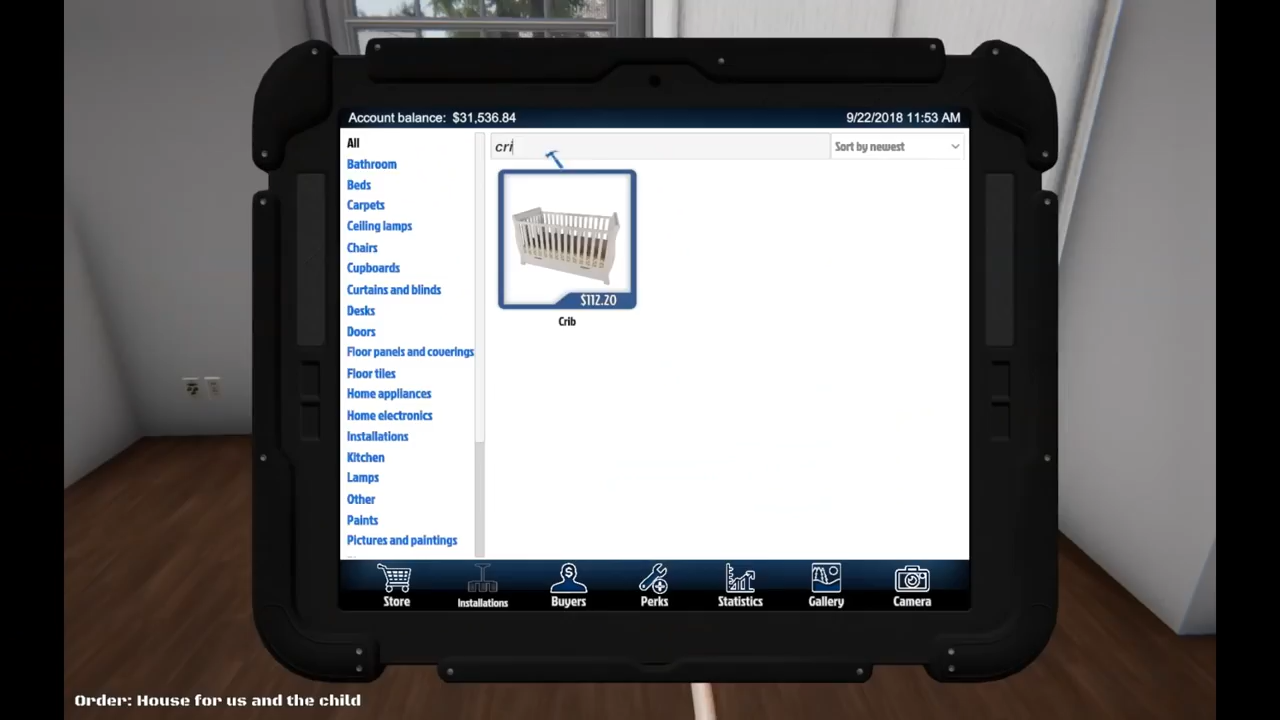 Account balance: $31,536.84
9/22/2018 11:53 AM
All
Bathroom
Beds
Carpets
Ceiling lamps
Chairs
Cupboards
Curtains and blinds
Desks
Doors
Floor panels and coverings
Floor tiles
Home appliances
Home electronics
Installations
Kitchen
Lamps
Other
Paints
Pictures and paintings
cri
Sort by newest
$112.20
Crib
Store
Installations
Buyers
Perks
Statistics
Gallery
Camera
Order: House for us and the child